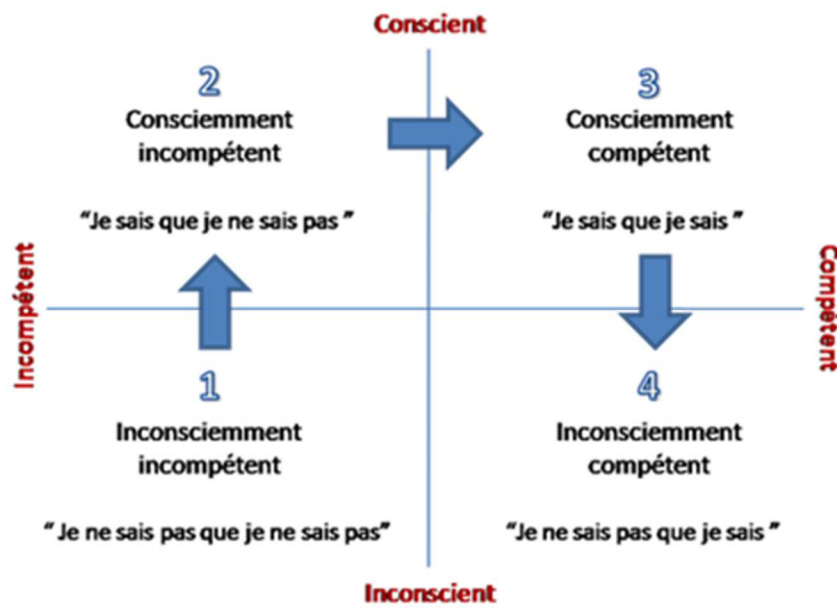 Conscient
2
Consciemment
incompétent
“Je sais que je ne sais pas ”
3
Consciemment
compétent
“Je sais que je sais ”
Incompétent
Compétent
1
Inconsciemment
incompétent
“ Je ne sais pas que je ne sais pas”
4
Inconsciemment
compétent
“Je ne sais pas que je sais ”
Inconscient